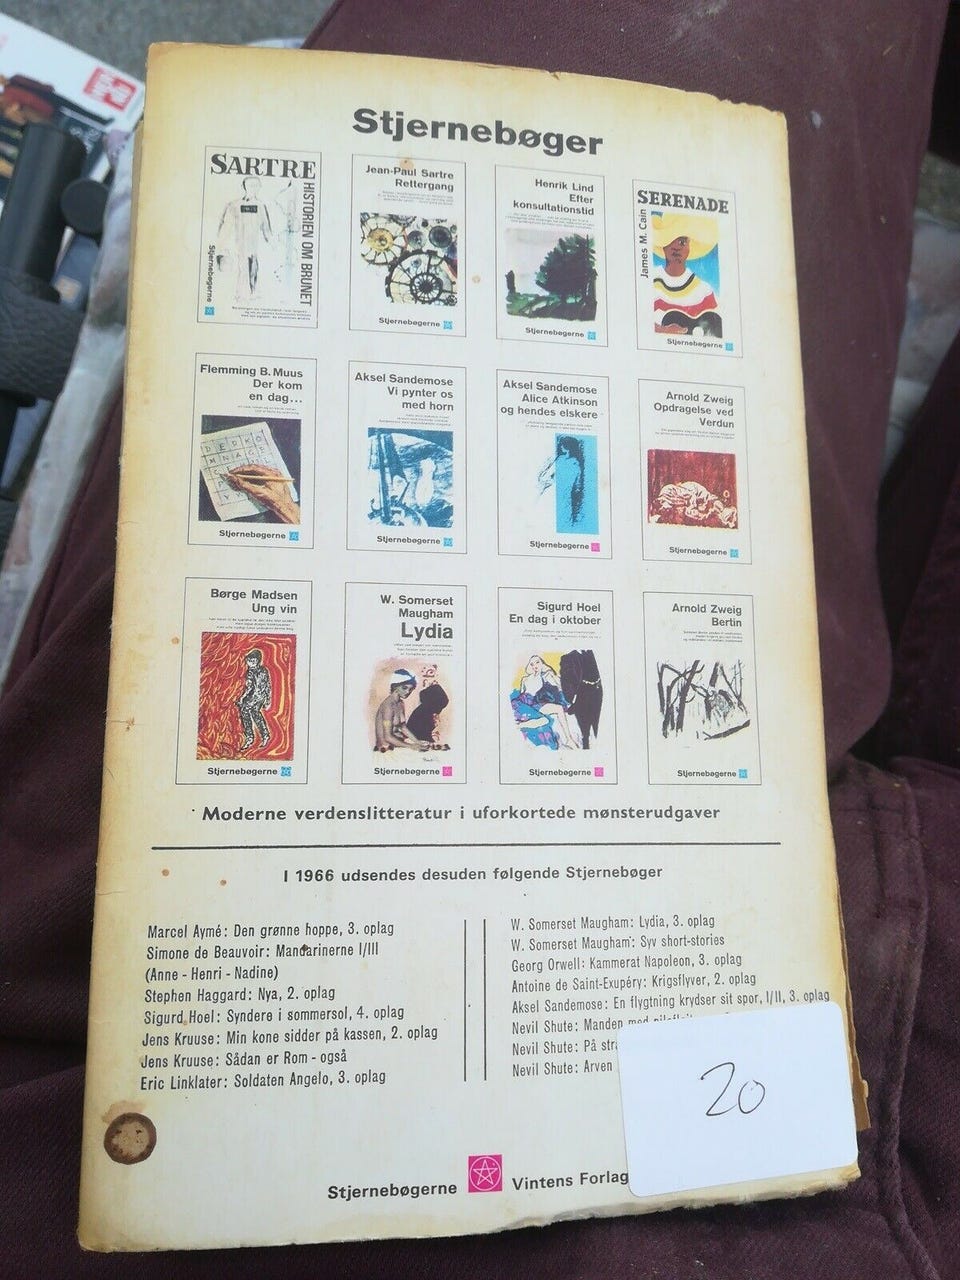 Stjernebøger
SARTRE
HISTORIEN OM BRUNET
Stjernebøgerne
Jean-Paul Sartre
Rettergang
Stjernebøgerne
Henrik Lind
Efter
konsultationstid
Stjernebøgerne
SERENADE
James M. Cain
Stjernebøgerne
Flemming B. Muus
Der kom
en dag...
Stjernebøgerne
Aksel Sandemose
Vi pynter os
med horn
Stjernebøgerne
Aksel Sandemose
Alice Atkinson
og hendes elskere
Stjernebøgerne
Arnold Zweig
Opdragelse ved
Verdun
Stjernebøgerne
Børge Madsen
Ung vin
Stjernebøgerne
W. Somerset
Maugham
Lydia
Stjernebøgerne
Sigurd Hoel
En dag i oktober
Stjernebøgerne
Arnold Zweig
Bertin
Stjernebøgerne
Moderne verdenslitteratur i uforkortede mønsterudgaver
I 1966 udsendes desuden følgende Stjernebøger
Marcel Aymé: Den grønne hoppe, 3. oplag
Simone de Beauvoir: Mandarinerne I/III
(Anne - Henri - Nadine)
Stephen Haggard: Nya, 2. oplag
Sigurd Hoel: Syndere i sommersol, 4. oplag
Jens Kruuse: Min kone sidder på kassen, 2. oplag
Jens Kruuse: Sådan er Rom - også
Eric Linklater: Soldaten Angelo, 3. oplag
W. Somerset Maugham: Lydia, 3. oplag
W. Somerset Maugham: Syv short-stories
Georg Orwell: Kammerat Napoleon, 3. oplag
Antoine de Saint-Exupéry: Krigsflyver, 2. oplag
Aksel Sandemose: En flygtning krydser sit spor, I/II, 3. oplag
Nevil Shute: Manden med
Nevil Shute: På
Nevil Shute: Arven
20
Stjernebøgerne Vintens Forlag